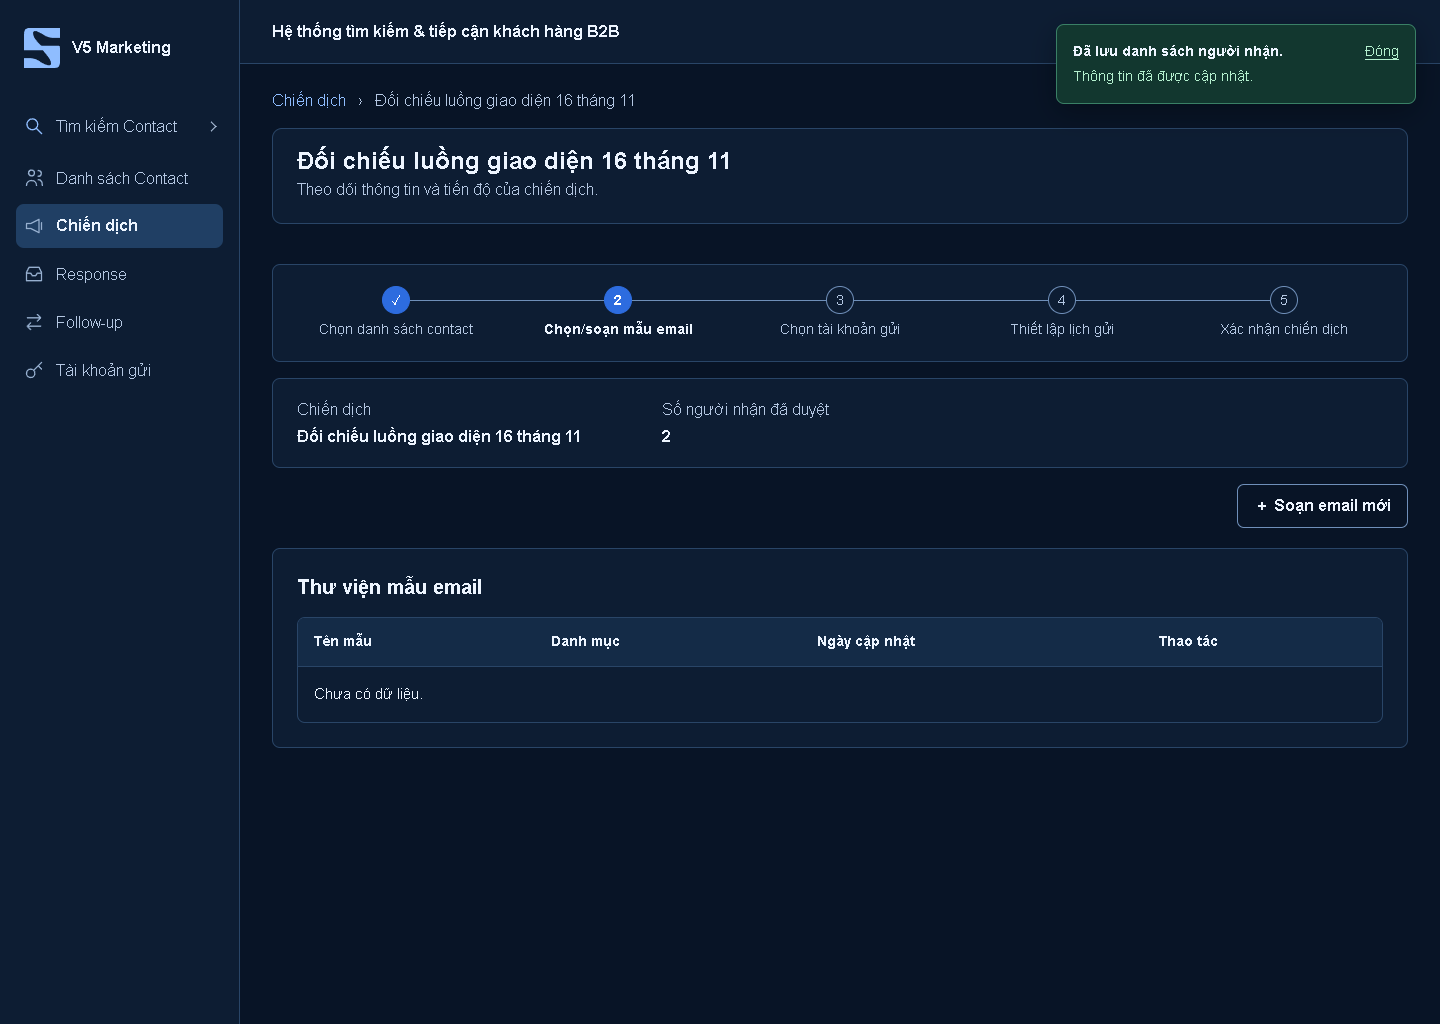 V5 Marketing
Tìm kiếm Contact
Danh sách Contact
Chiến dịch
Response
Follow-up
Tài khoản gửi
Hệ thống tìm kiếm & tiếp cận khách hàng B2B
Đã lưu danh sách người nhận.
Đóng
Thông tin đã được cập nhật.
Chiến dịch › Đối chiếu luồng giao diện 16 tháng 11
Đối chiếu luồng giao diện 16 tháng 11
Theo dõi thông tin và tiến độ của chiến dịch.
✓ 2 3 4 5
Chọn danh sách contact
Chọn/soạn mẫu email
Chọn tài khoản gửi
Thiết lập lịch gửi
Xác nhận chiến dịch
Chiến dịch
Đối chiếu luồng giao diện 16 tháng 11
Số người nhận đã duyệt
2
+ Soạn email mới
Thư viện mẫu email
Tên mẫu Danh mục Ngày cập nhật Thao tác
Chưa có dữ liệu.